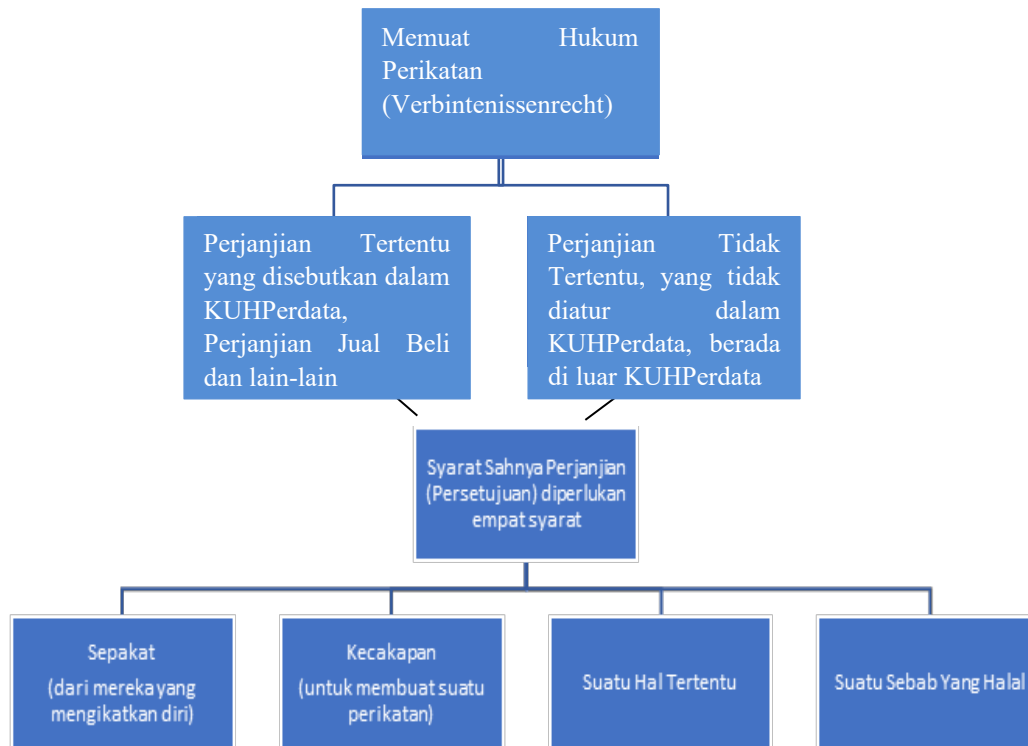 Memuat Hukum
Perikatan
(Verbintenissenrecht)
Perjanjian Tertentu
yang disebutkan dalam
KUHPerdata,
Perjanjian Jual Beli
dan lain-lain
Perjanjian Tidak
Tertentu, yang tidak
diatur dalam
KUHPerdata, berada
di luar KUHPerdata
Syarat Sahnya Perjanjian
(Persetujuan) diperlukan
empat syarat
Sepakat
(dari mereka yang
mengikatkan diri)
Kecakapan
(untuk membuat suatu
perikatan)
Suatu Hal Tertentu
Suatu Sebab Yang Halal